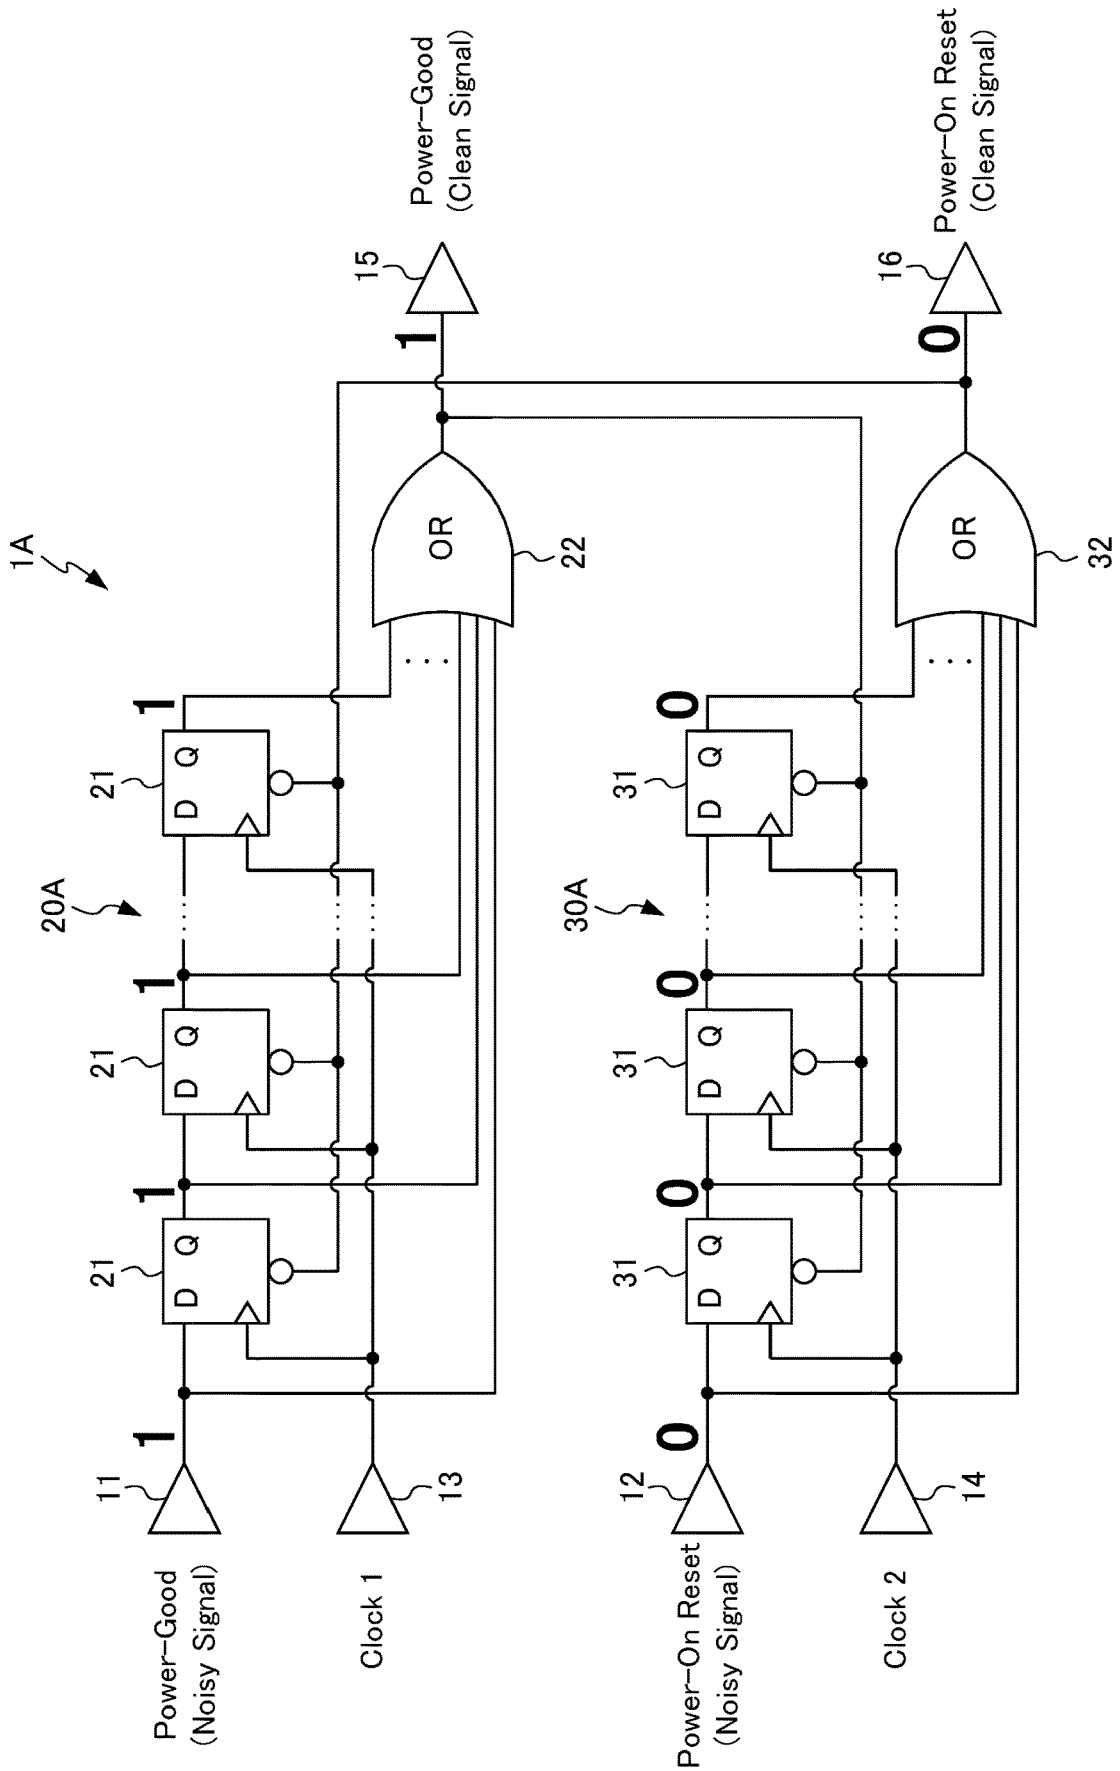 1A
20A
1
1
1
1
11
21
21
21
D Q
D Q
D Q
Power-Good
(Noisy Signal)
Clock 1
13
OR
22
1
15
Power-Good
(Clean Signal)
30A
0
0
0
0
12
31
31
31
D Q
D Q
D Q
Power-On Reset
(Noisy Signal)
Clock 2
14
OR
32
0
16
Power-On Reset
(Clean Signal)